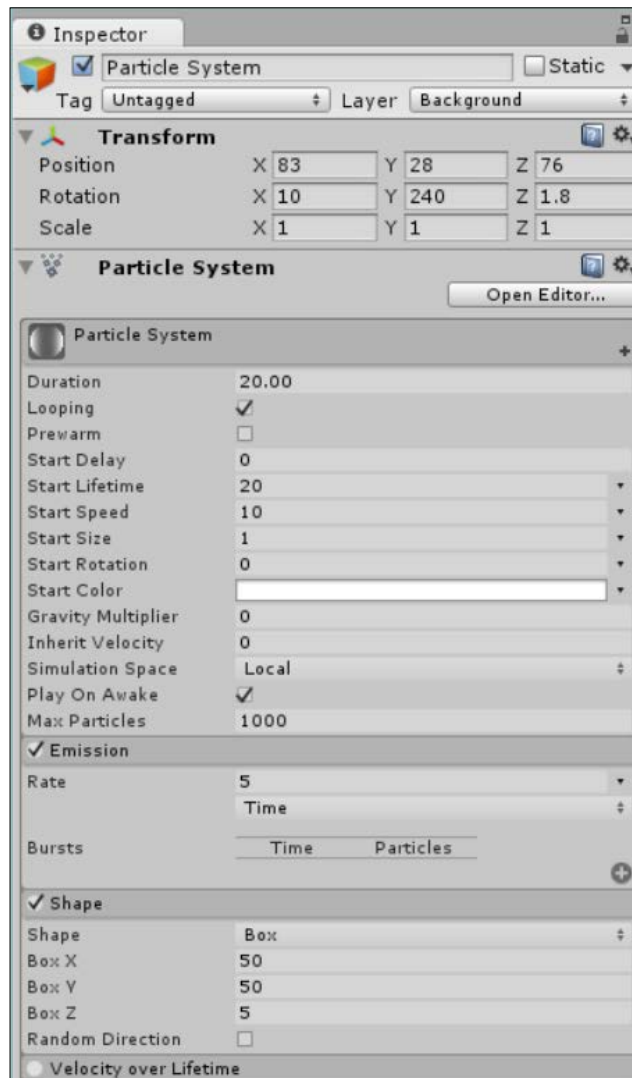 Inspector
Particle System Static
Tag Untagged Layer Background
Transform
Position X 83 Y 28 Z 76
Rotation X 10 Y 240 Z 1.8
Scale X 1 Y 1 Z 1
Particle System
Open Editor...
Particle System
Duration 20.00
Looping
Prewarm
Start Delay 0
Start Lifetime 20
Start Speed 10
Start Size 1
Start Rotation 0
Start Color
Gravity Multiplier 0
Inherit Velocity 0
Simulation Space Local
Play On Awake
Max Particles 1000
Emission
Rate 5
Time
Bursts Time Particles
Shape
Shape Box
Box X 50
Box Y 50
Box Z 5
Random Direction
Velocity over Lifetime